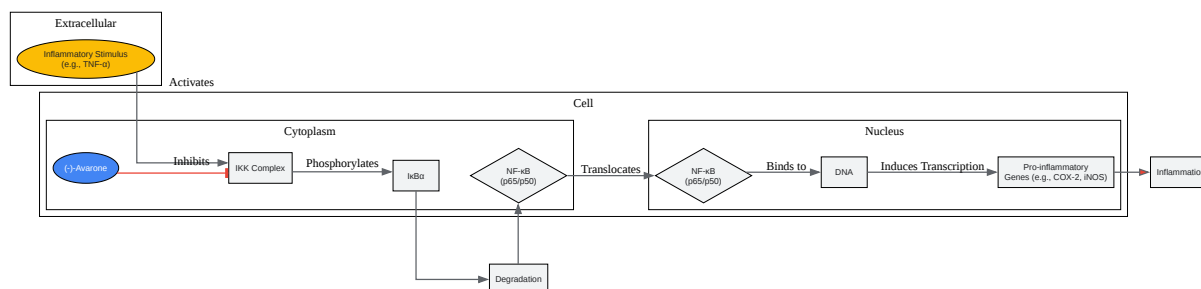 Extracellular
Inflammatory Stimulus
(e.g., TNF-α)
Activates
Cell
Cytoplasm
Nucleus
(-)-Avarone
Inhibits
IKK Complex
Phosphorylates
IκBα
NF-κB
(p65/p50)
Translocates
NF-κB
(p65/p50)
Binds to
DNA
Induces Transcription
Pro-inflammatory
Genes (e.g., COX-2, iNOS)
Inflammatio
Degradation